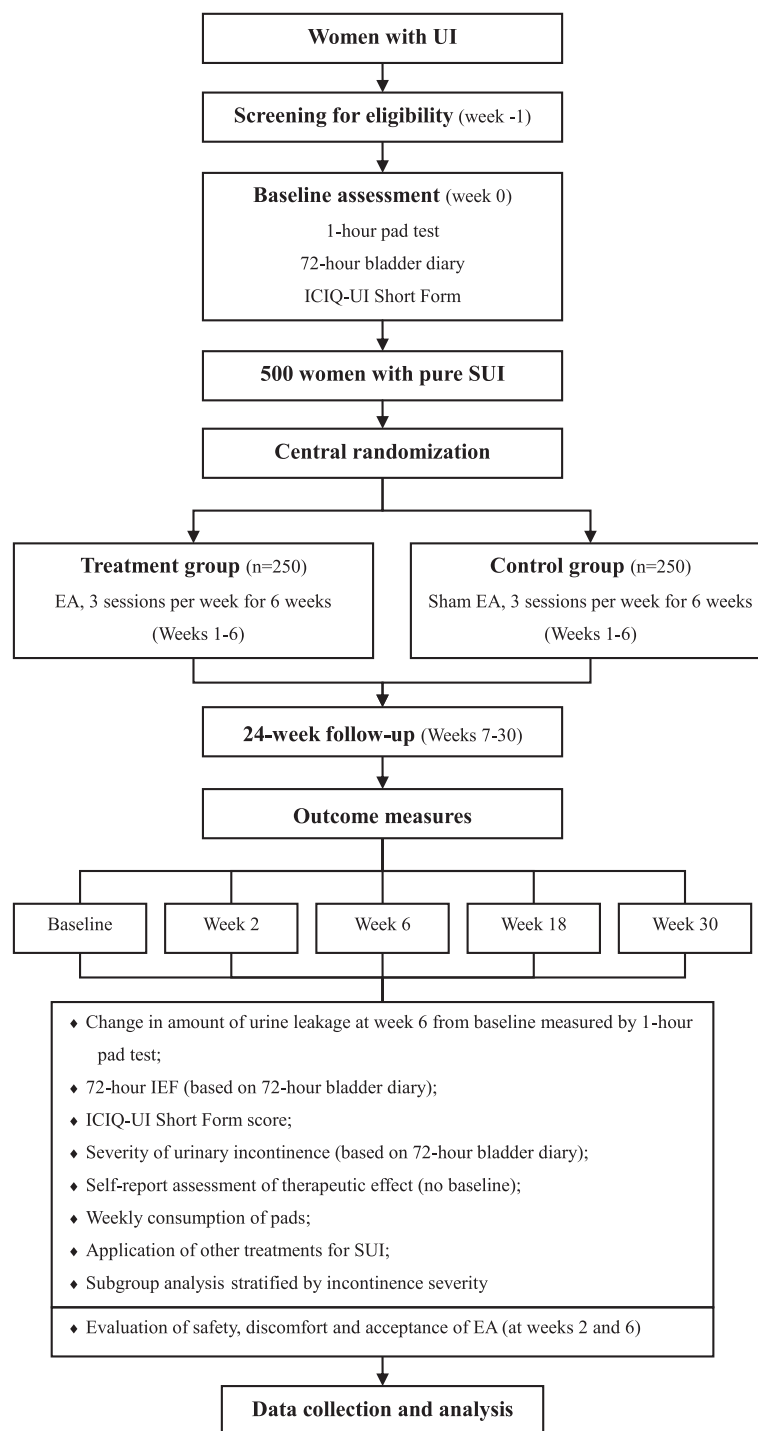 Women with UI
Screening for eligibility (week -1)
Baseline assessment (week 0)
1-hour pad test
72-hour bladder diary
ICIQ-UI Short Form
500 women with pure SUI
Central randomization
Treatment group (n=250)
EA, 3 sessions per week for 6 weeks
(Weeks 1-6)
Control group (n=250)
Sham EA, 3 sessions per week for 6 weeks
(Weeks 1-6)
24-week follow-up (Weeks 7-30)
Outcome measures
Baseline
Week 2
Week 6
Week 18
Week 30
♦ Change in amount of urine leakage at week 6 from baseline measured by 1-hour
pad test;
♦ 72-hour IEF (based on 72-hour bladder diary);
♦ ICIQ-UI Short Form score;
♦ Severity of urinary incontinence (based on 72-hour bladder diary);
♦ Self-report assessment of therapeutic effect (no baseline);
♦ Weekly consumption of pads;
♦ Application of other treatments for SUI;
♦ Subgroup analysis stratified by incontinence severity
♦ Evaluation of safety, discomfort and acceptance of EA (at weeks 2 and 6)
Data collection and analysis